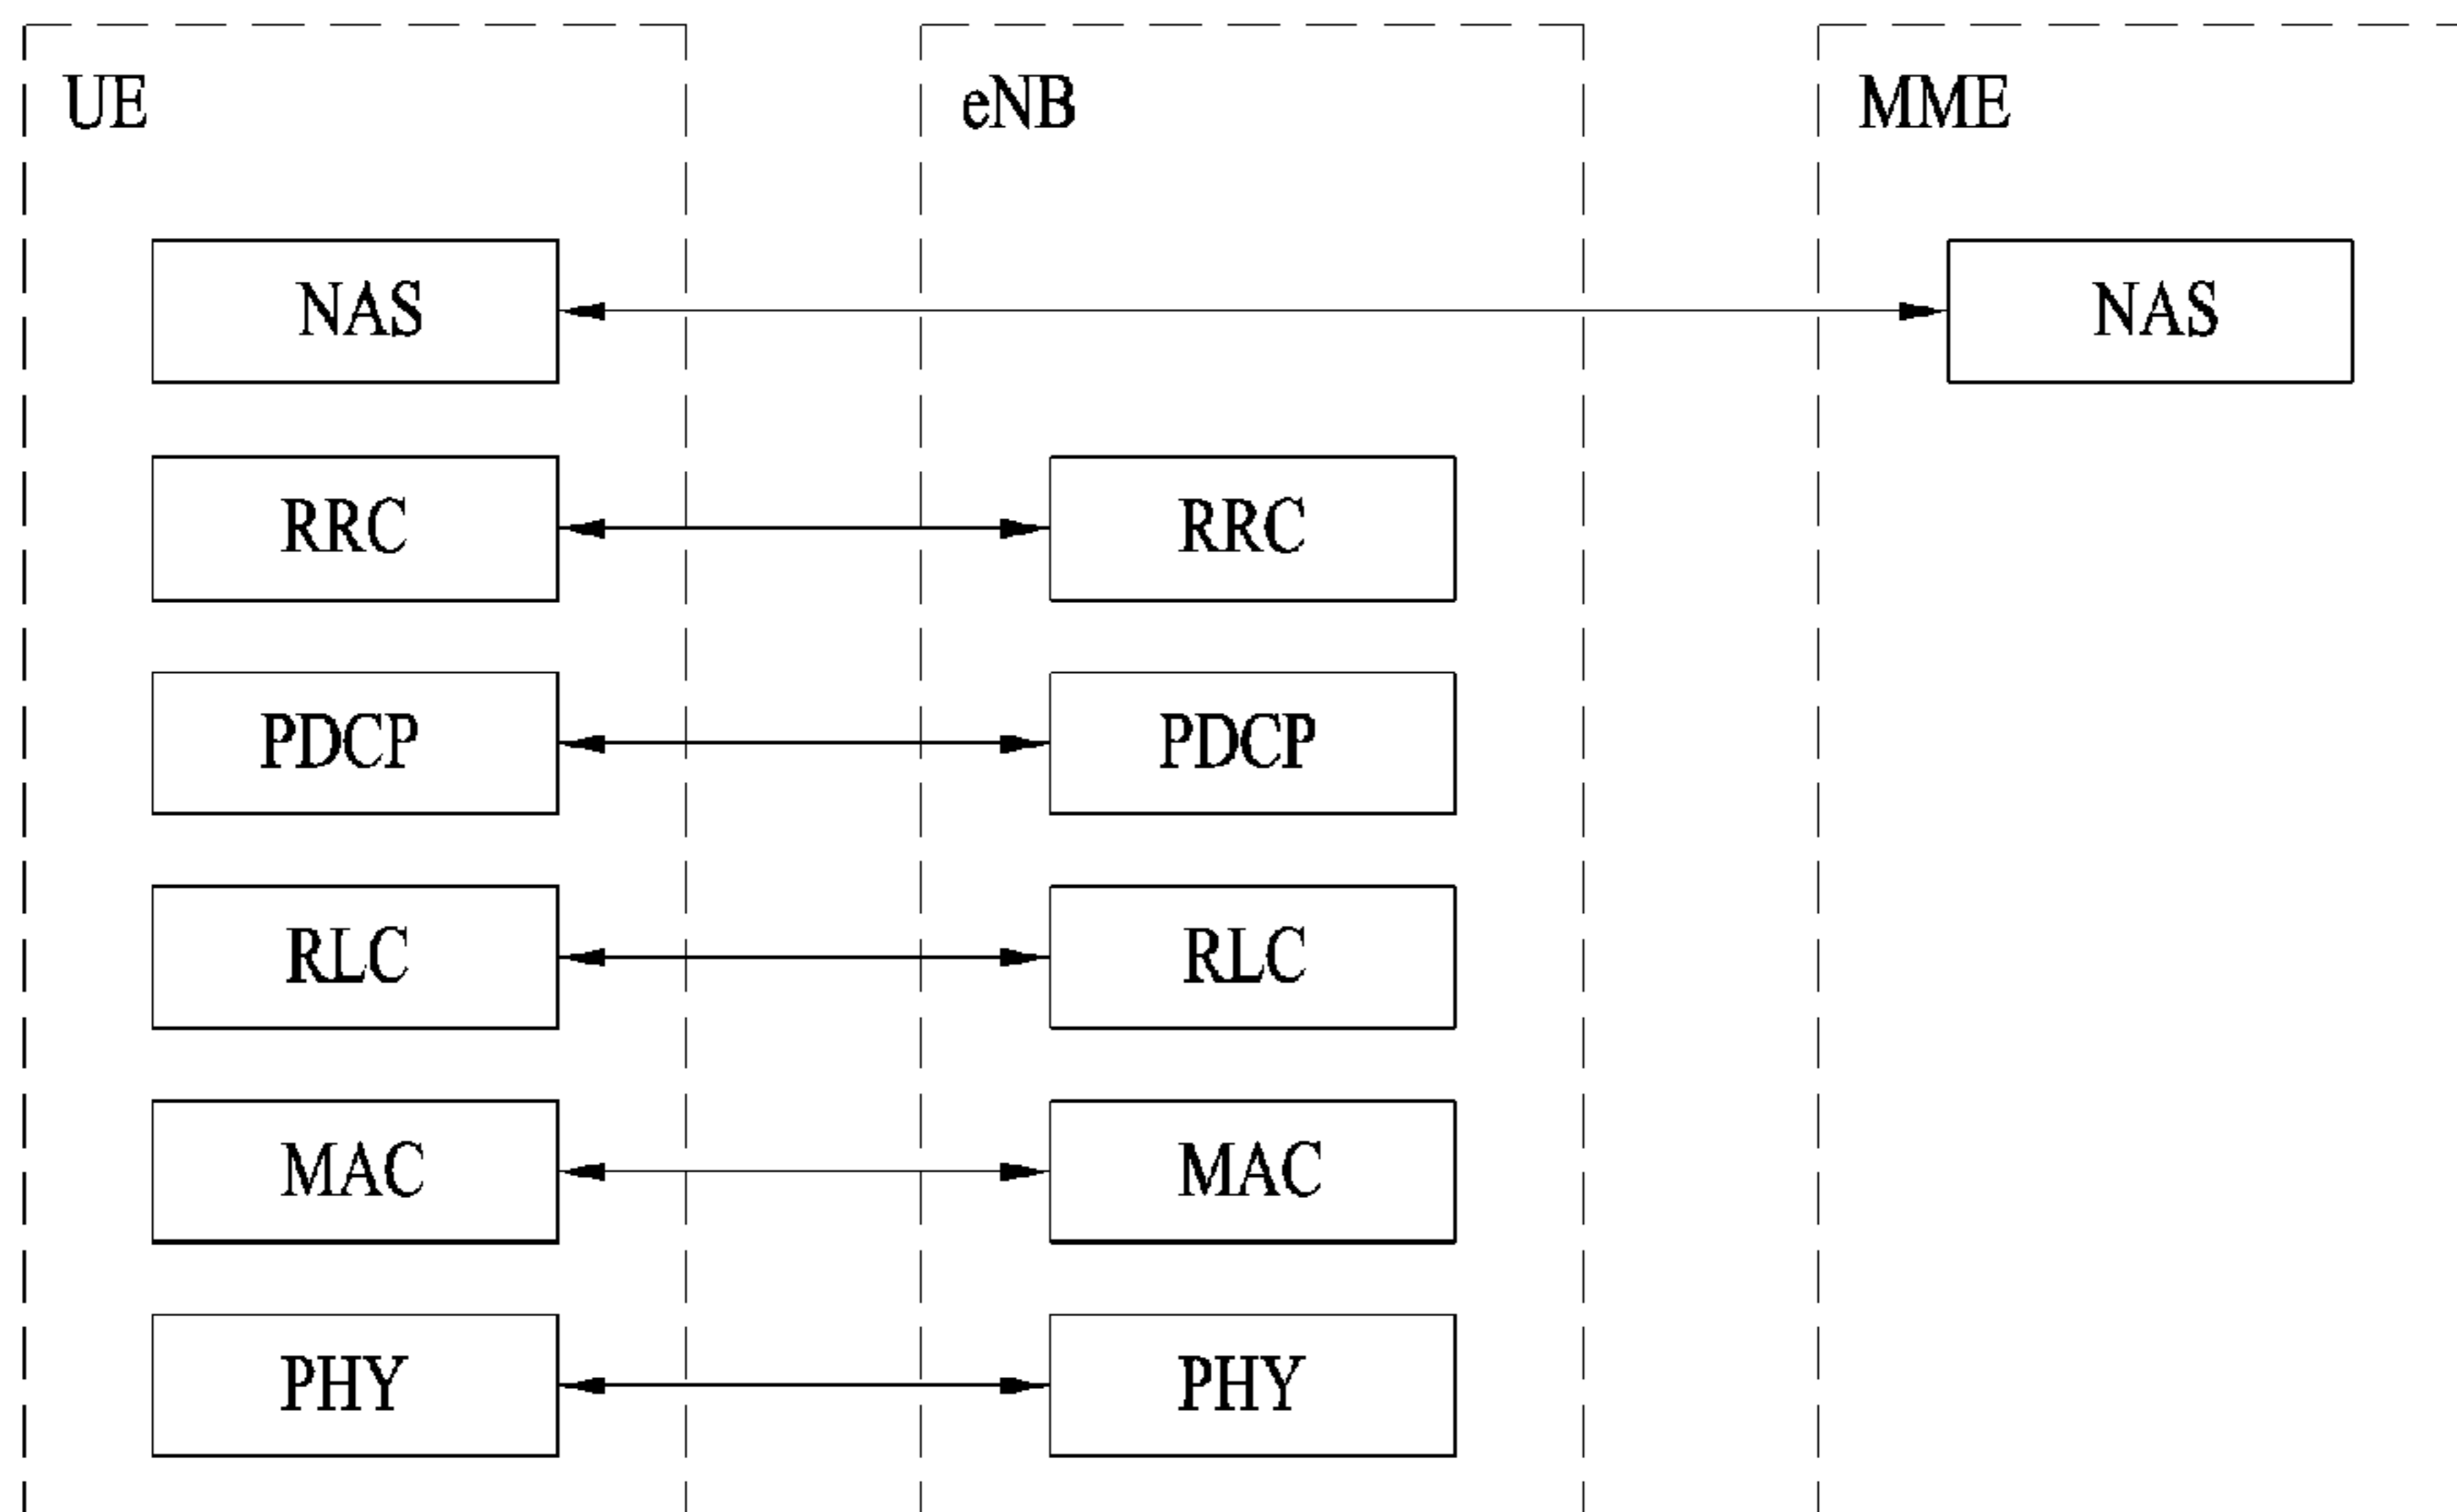 UE eNB MME
NAS NAS
RRC RRC
PDCP PDCP
RLC RLC
MAC MAC
PHY PHY